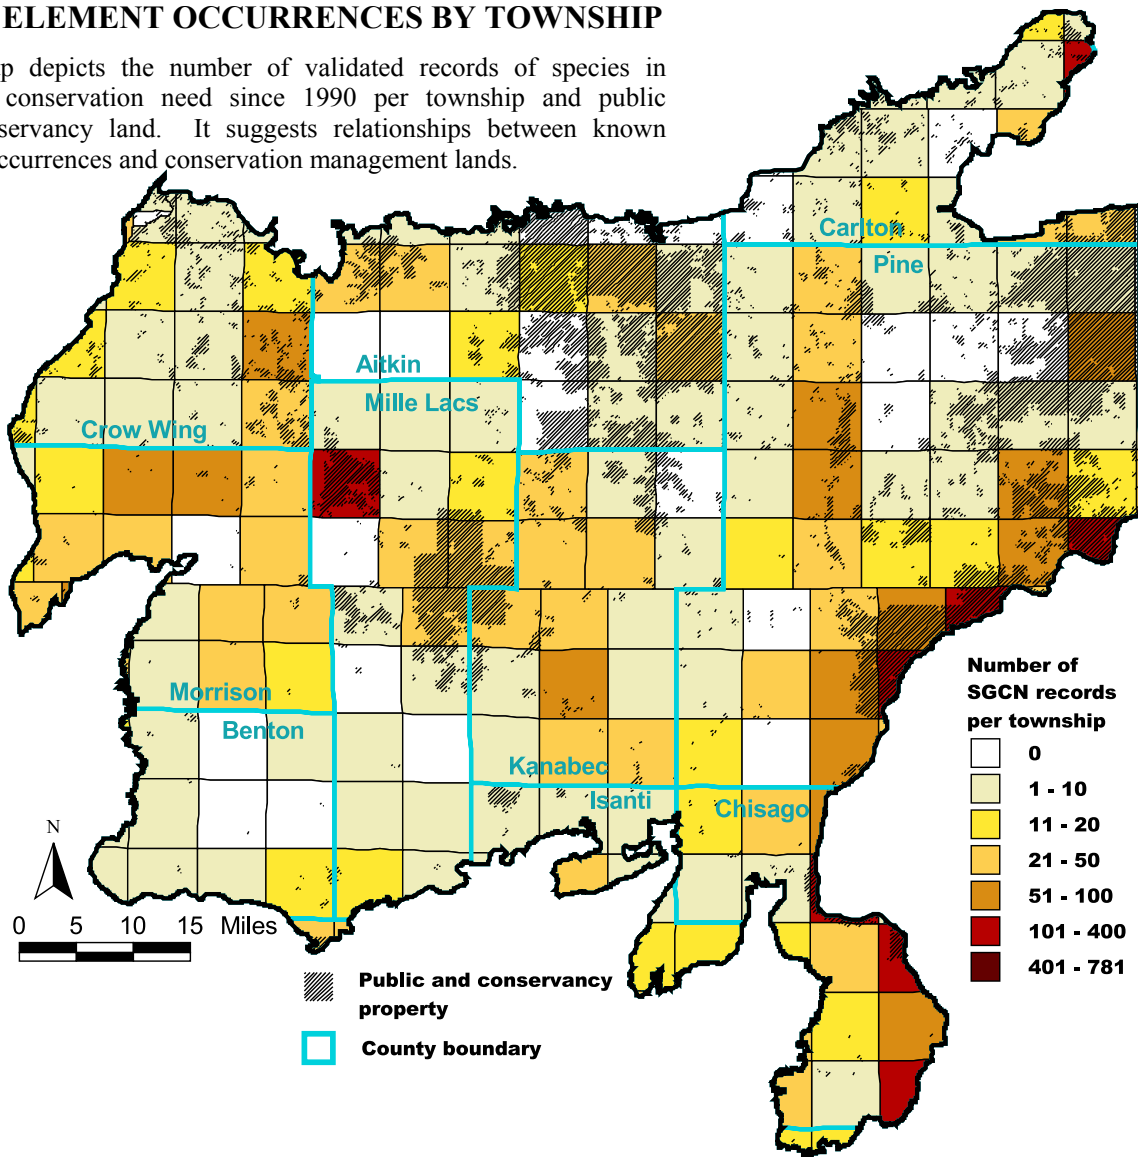 ELEMENT OCCURRENCES BY TOWNSHIP
depicts the number of validated records of species in
conservation need since 1990 per township and public
land. It suggests relationships between known
and conservation management lands.
Carlton
Pine
Aitkin
Mille Lacs
Crow Wing
Morrison
Benton
Kanabec
Isanti
Chisago
Number of
SGCN records
per township
0
1 - 10
11 - 20
21 - 50
51 - 100
101 - 400
401 - 781
N
0 5 10 15 Miles
Public and conservancy
property
County boundary